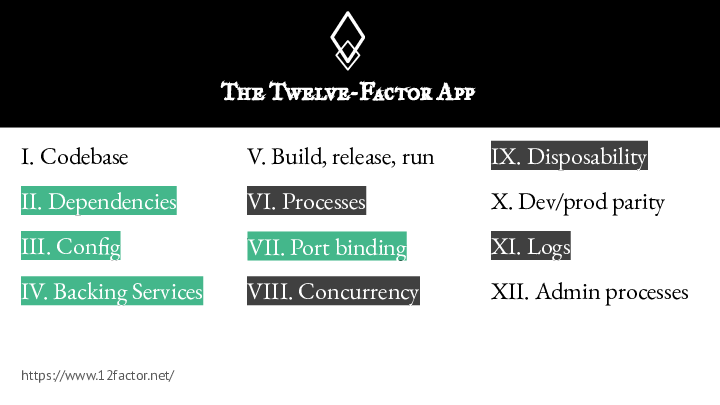 The Twelve-Factor App
I. Codebase
II. Dependencies
III. Config
IV. Backing Services
V. Build, release, run
VI. Processes
VII. Port binding
VIII. Concurrency
IX. Disposability
X. Dev/prod parity
XI. Logs
XII. Admin processes
https://www.12factor.net/